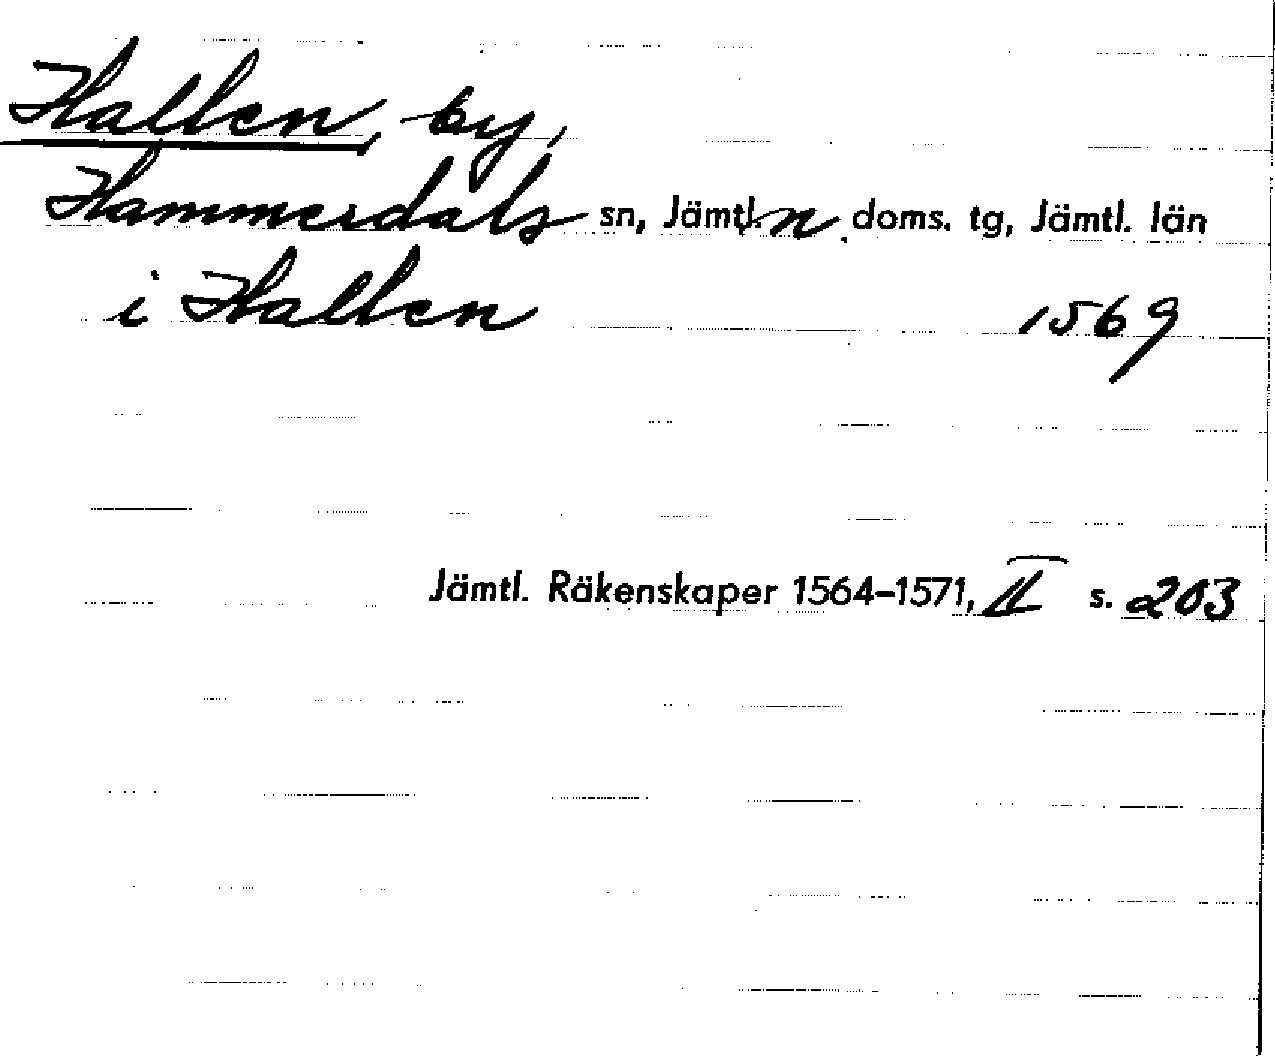 Hallen, by,
Hammerdals sn, Jämtl. n doms. tg, Jämtl. län
i Hallen 1569
Jämtl. Räkenskaper 1564–1571, II s. 203